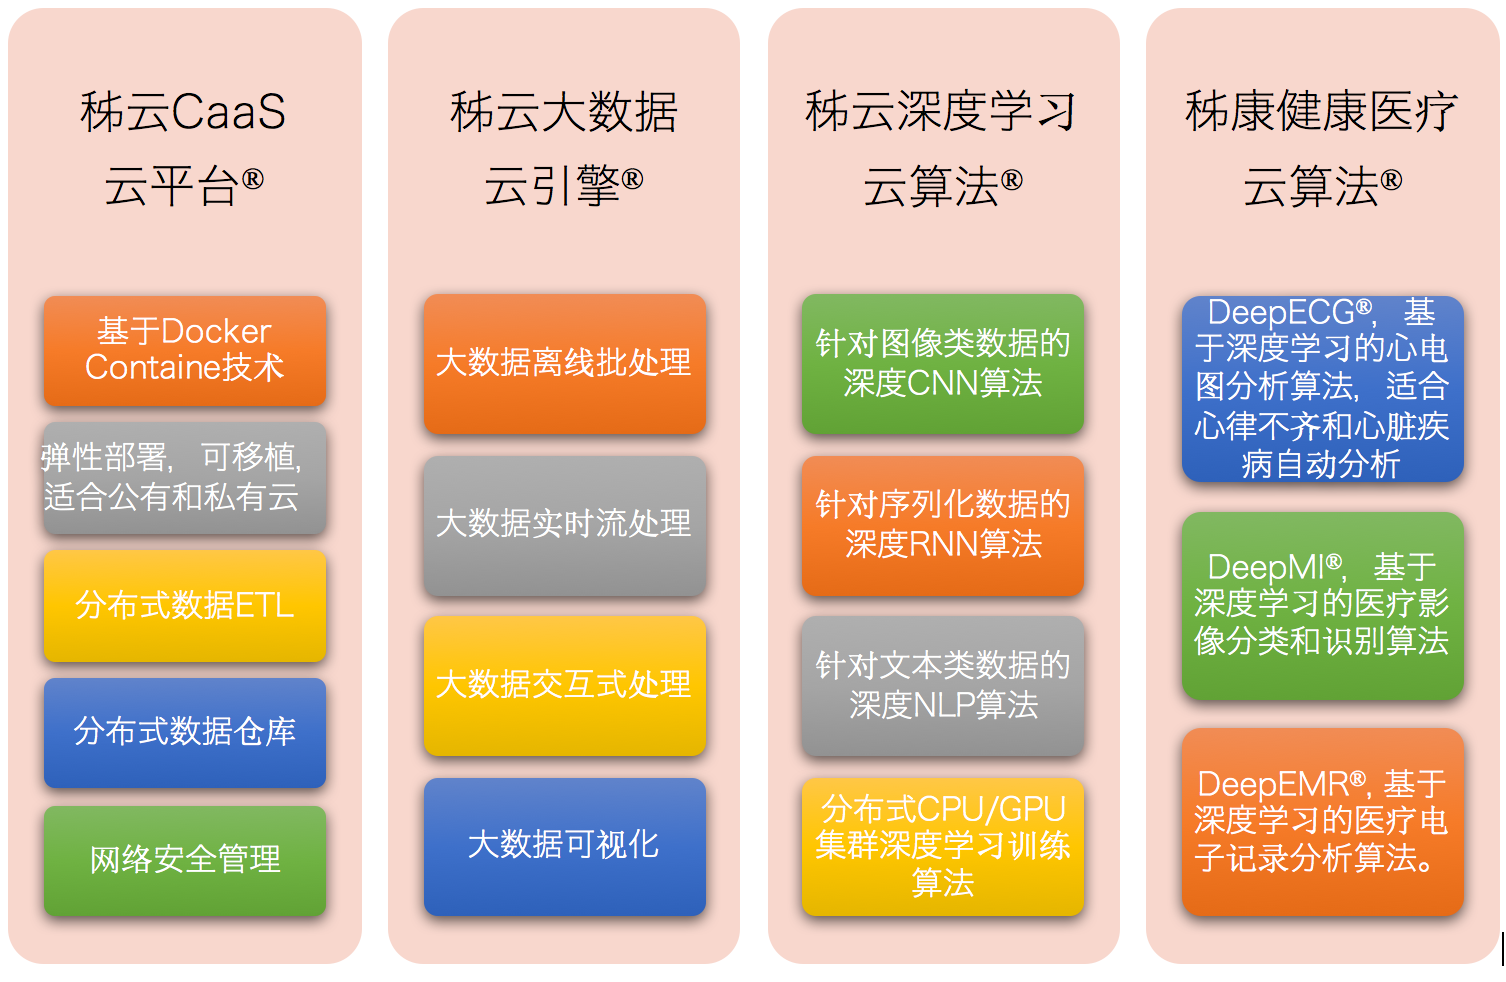 秭云CaaS
云平台®
基于Docker
Containe技术
弹性部署，可移植，
适合公有和私有云
分布式数据ETL
分布式数据仓库
网络安全管理
秭云大数据
云引擎®
大数据离线批处理
大数据实时流处理
大数据交互式处理
大数据可视化
秭云深度学习
云算法®
针对图像类数据的
深度CNN算法
针对序列化数据的
深度RNN算法
针对文本类数据的
深度NLP算法
分布式CPU/GPU
集群深度学习训练
算法
秭康健康医疗
云算法®
DeepECG®，基
于深度学习的心电
图分析算法，适合
心律不齐和心脏疾
病自动分析
DeepMI®，基于
深度学习的医疗影
像分类和识别算法
DeepEMR®, 基于
深度学习的医疗电
子记录分析算法。